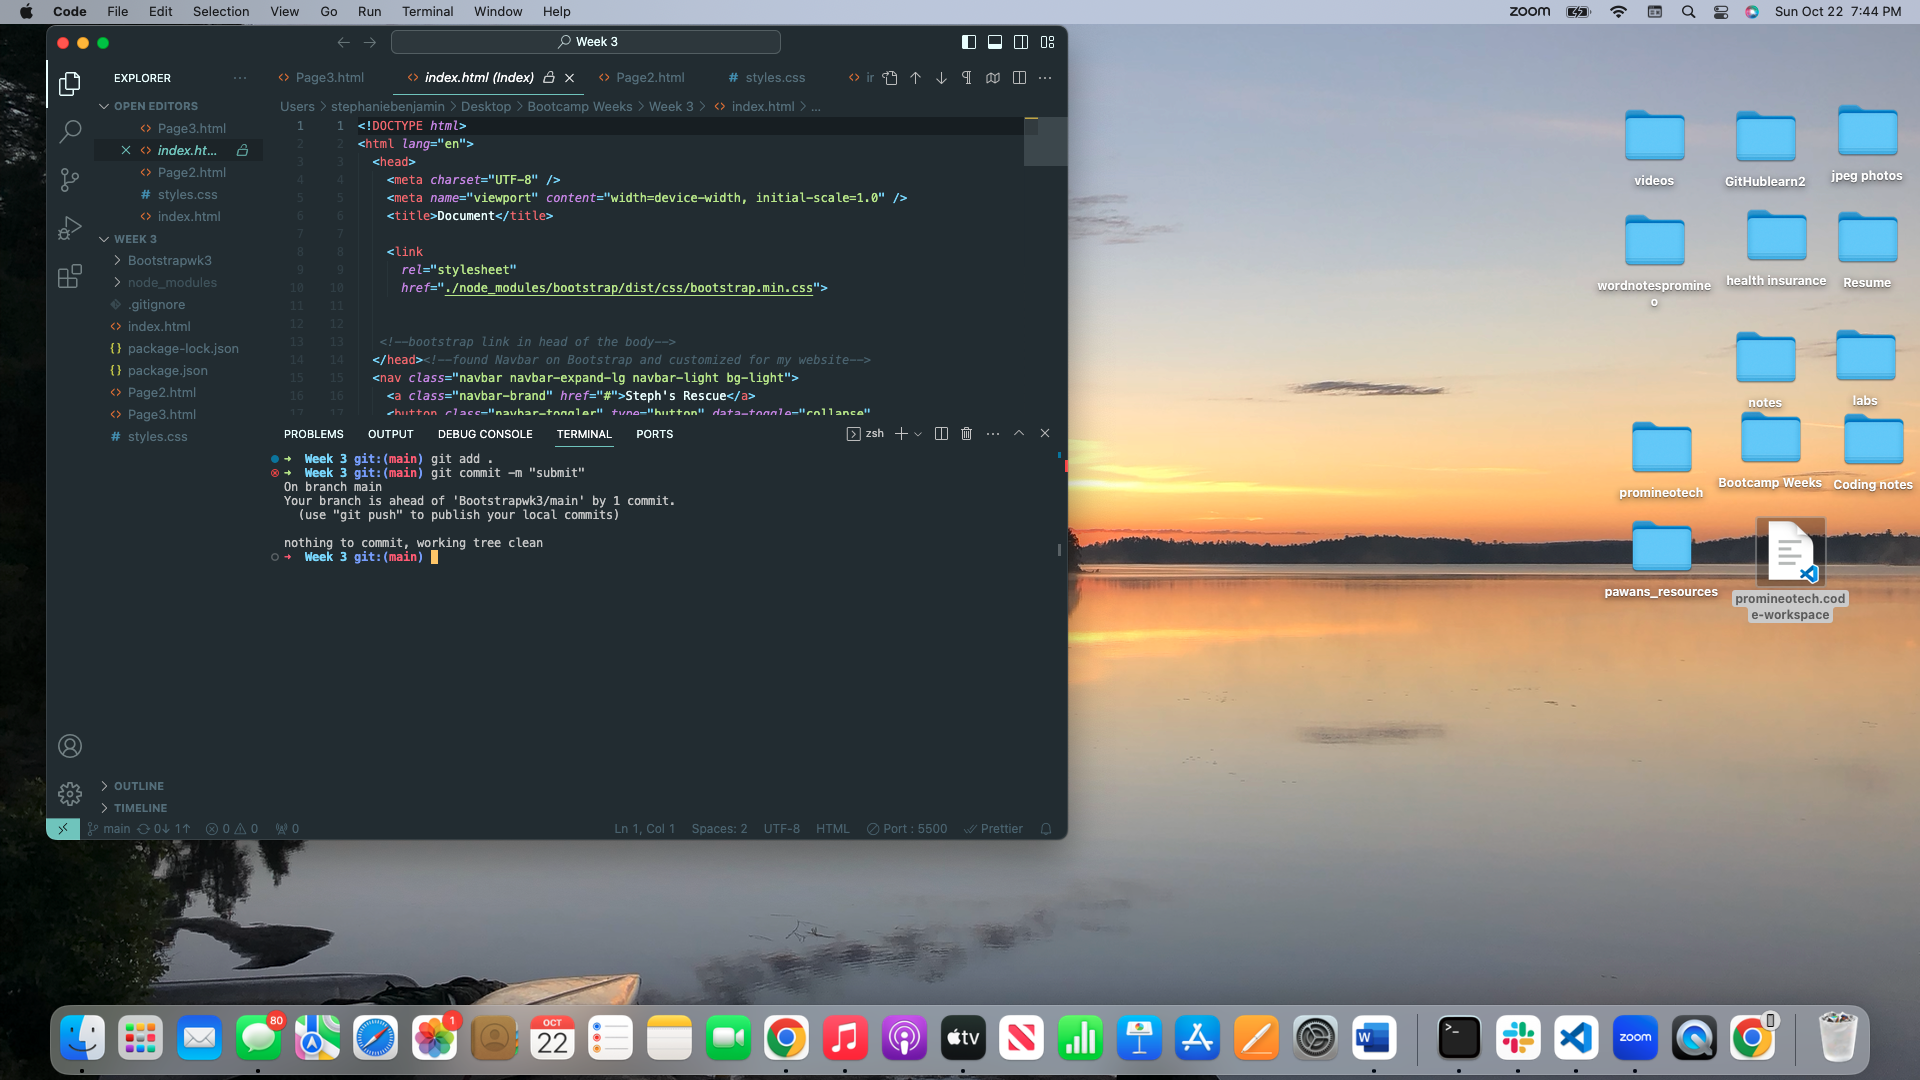 Code File Edit Selection View Go Run Terminal Window Help
zoom Sun Oct 22 7:44 PM
Week 3
EXPLORER
Page3.html index.html (Index) Page2.html styles.css ir
OPEN EDITORS
Page3.html
index.ht...
Page2.html
styles.css
index.html
WEEK 3
Bootstrapwk3
node_modules
.gitignore
index.html
package-lock.json
package.json
Page2.html
Page3.html
styles.css
OUTLINE
TIMELINE
Users > stephaniebenjamin > Desktop > Bootcamp Weeks > Week 3 > index.html > ...
1 1 <!DOCTYPE html>
2 2 <html lang="en">
3 3 <head>
4 4 <meta charset="UTF-8" />
5 5 <meta name="viewport" content="width=device-width, initial-scale=1.0" />
6 6 <title>Document</title>
7 7
8 8 <link
9 9 rel="stylesheet"
10 10 href="./node_modules/bootstrap/dist/css/bootstrap.min.css">
11 11
12 12
13 13 <!--bootstrap link in head of the body-->
14 14 </head><!--found Navbar on Bootstrap and customized for my website-->
15 15 <nav class="navbar navbar-expand-lg navbar-light bg-light">
16 16 <a class="navbar-brand" href="#">Steph's Rescue</a>
17 17 <button class="navbar-toggler" type="button" data-toggle="collapse"
PROBLEMS OUTPUT DEBUG CONSOLE TERMINAL PORTS
zsh
➜ Week 3 git:(main) git add .
➜ Week 3 git:(main) git commit -m "submit"
On branch main
Your branch is ahead of 'Bootstrapwk3/main' by 1 commit.
(use "git push" to publish your local commits)
nothing to commit, working tree clean
➜ Week 3 git:(main)
main 0↓ 1↑ 0 0 0
Ln 1, Col 1 Spaces: 2 UTF-8 HTML Port : 5500 Prettier
videos
GitHublearn2
jpeg photos
wordnotespromine
o
health insurance
Resume
notes
labs
promineotech
Bootcamp Weeks
Coding notes
pawans_resources
promineotech.cod
e-workspace
80
1
OCT
22
tv
W
>_
zoom